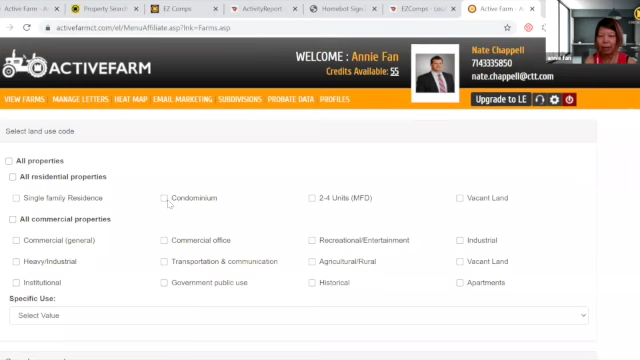 Active Farm - An
Property Search
EZ Comps
ActivityReport
Homebot Sign
EZComps - Lou
Active Farm - A
activefarmct.com/el/MenuAffiliate.asp?lnk=Farms.asp
ACTIVEFARM
WELCOME : Annie Fan
Credits Available: 55
Nate Chappell
7143335850
nate.chappell@ctt.com
annie fan
VIEW FARMS MANAGE LETTERS HEAT MAP EMAIL MARKETING SUBDIVISIONS PROBATE DATA PROFILES
Upgrade to LE
Select land use code
All properties
All residential properties
Single family Residence Condominium 2-4 Units (MFD) Vacant Land
All commercial properties
Commercial (general) Commercial office Recreational/Entertainment Industrial
Heavy/Industrial Transportation & communication Agricultural/Rural Vacant Land
Institutional Government public use Historical Apartments
Specific Use:
Select Value